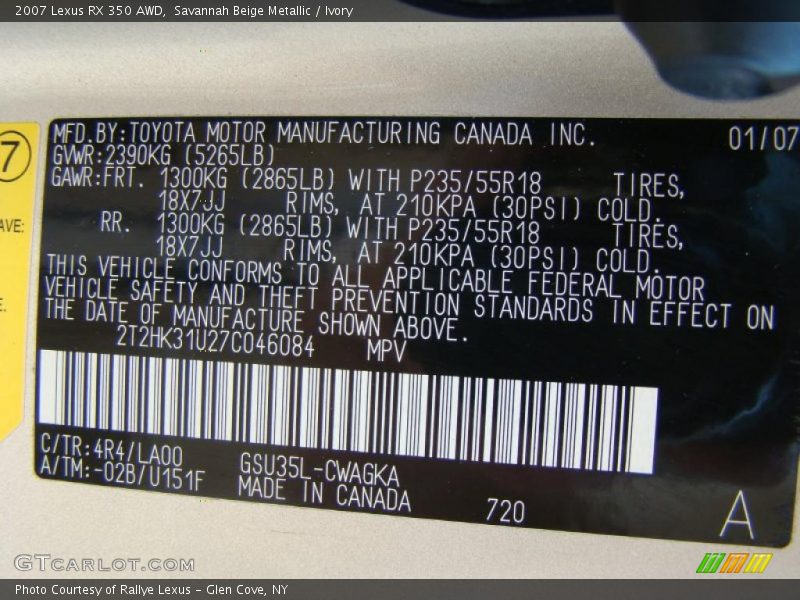 2007 Lexus RX 350 AWD, Savannah Beige Metallic / Ivory
MFD.BY:TOYOTA MOTOR MANUFACTURING CANADA INC. 01/07
GVWR:2390KG (5265LB)
GAWR:FRT. 1300KG (2865LB) WITH P235/55R18 TIRES,
18X7JJ RIMS, AT 210KPA (30PSI) COLD.
RR. 1300KG (2865LB) WITH P235/55R18 TIRES,
18X7JJ RIMS, AT 210KPA (30PSI) COLD.
THIS VEHICLE CONFORMS TO ALL APPLICABLE FEDERAL MOTOR
VEHICLE SAFETY AND THEFT PREVENTION STANDARDS IN EFFECT ON
THE DATE OF MANUFACTURE SHOWN ABOVE.
2T2HK31U27C046084 MPV
C/TR:4R4/LA00 GSU35L-CWAGKA
A/TM:-02B/U151F MADE IN CANADA 720 A
7
AVE:
E.
GTCARLOT.COM
Photo Courtesy of Rallye Lexus - Glen Cove, NY